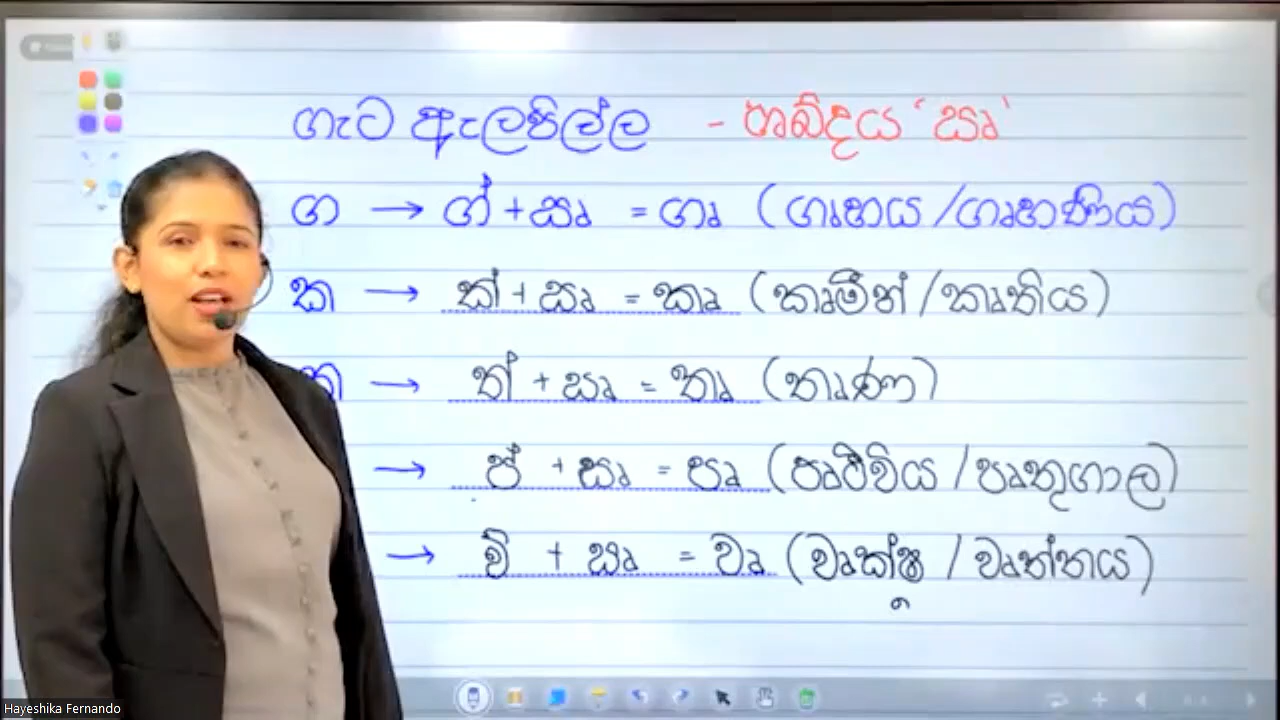 ගැට ඇලපිල්ල - ශබ්දය ‘ සෘ ’
ග → ග් + සෘ = ගෘ ( ගෘහය / ගෘහණිය )
ක → ක් + සෘ = කෘ ( කෘමීන් / කෘතිය )
ත → ත් + සෘ = තෘ ( තෘණ )
→ ප් + සෘ = පෘ ( පෘථිවිය / පෘතුගාල )
→ ව් + සෘ = වෘ ( වෘක්ෂ / වෘත්තය )
Hayeshika Fernando